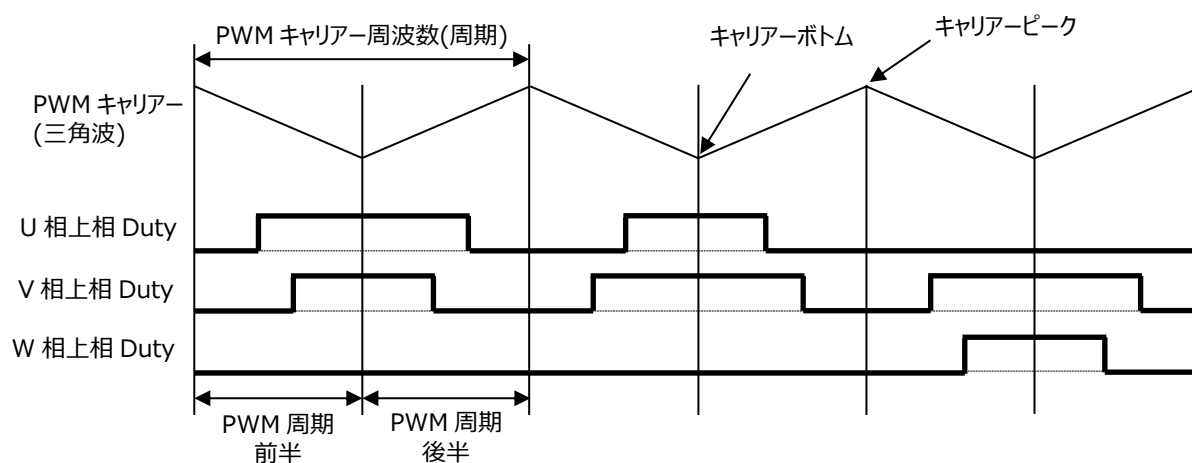 PWM キャリアー周波数(周期)
キャリアーボトム
キャリアーピーク
PWM キャリアー
(三角波)
U 相上相 Duty
V 相上相 Duty
W 相上相 Duty
PWM 周期
前半
PWM 周期
後半